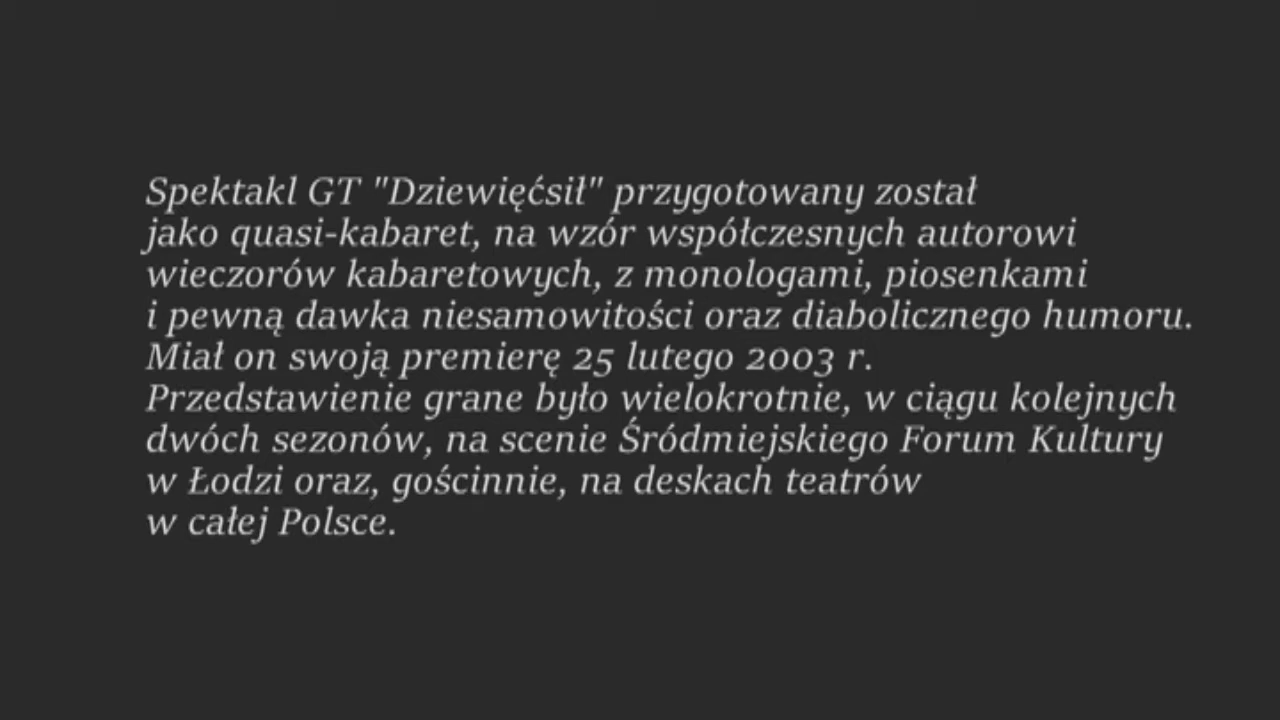 Spektakl GT "Dziewięćsił" przygotowany został
jako quasi-kabaret, na wzór współczesnych autorowi
wieczorów kabaretowych, z monologami, piosenkami
i pewną dawka niesamowitości oraz diabolicznego humoru.
Miał on swoją premierę 25 lutego 2003 r.
Przedstawienie grane było wielokrotnie, w ciągu kolejnych
dwóch sezonów, na scenie Śródmiejskiego Forum Kultury
w Łodzi oraz, gościnnie, na deskach teatrów
w całej Polsce.